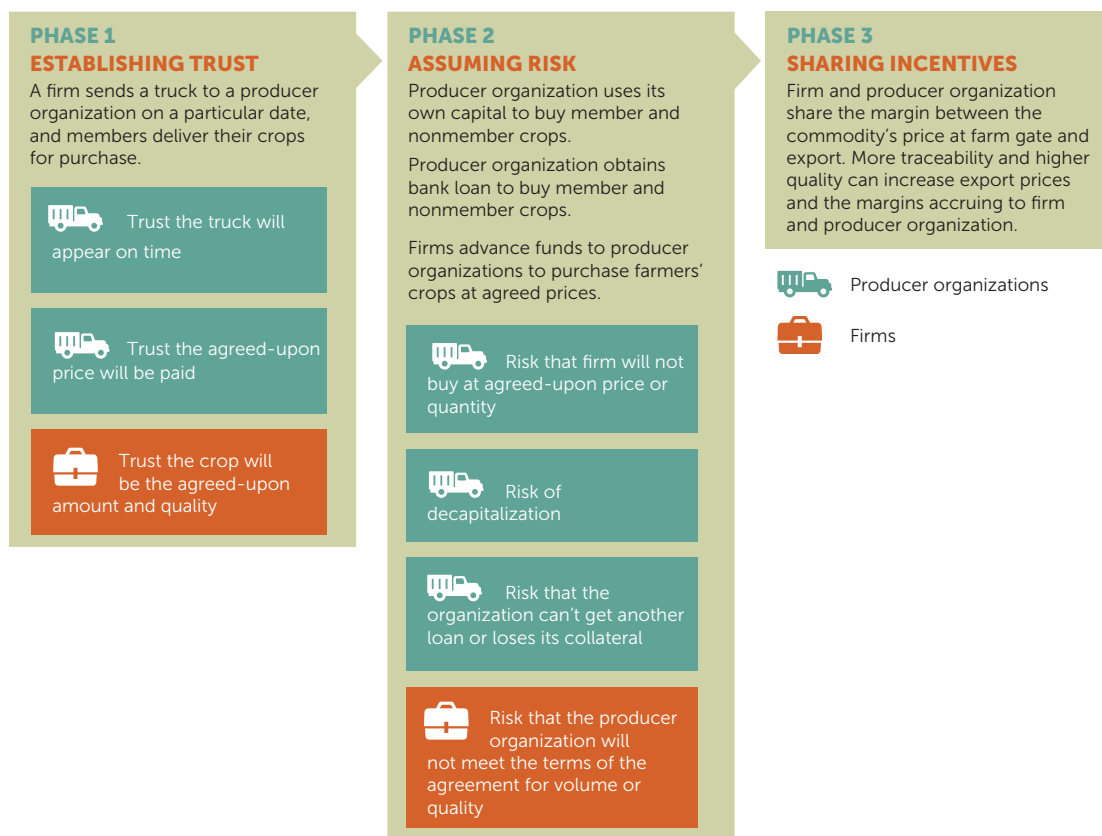 PHASE 1
ESTABLISHING TRUST
A firm sends a truck to a producer
organization on a particular date,
and members deliver their crops
for purchase.
Trust the truck will
appear on time
Trust the agreed-upon
price will be paid
Trust the crop will
be the agreed-upon
amount and quality
PHASE 2
ASSUMING RISK
Producer organization uses its
own capital to buy member and
nonmember crops.
Producer organization obtains
bank loan to buy member and
nonmember crops.
Firms advance funds to producer
organizations to purchase farmers’
crops at agreed prices.
Risk that firm will not
buy at agreed-upon price or
quantity
Risk of
decapitalization
Risk that the
organization can’t get another
loan or loses its collateral
Risk that the producer
organization will
not meet the terms of the
agreement for volume or
quality
PHASE 3
SHARING INCENTIVES
Firm and producer organization
share the margin between the
commodity’s price at farm gate and
export. More traceability and higher
quality can increase export prices
and the margins accruing to firm
and producer organization.
Producer organizations
Firms